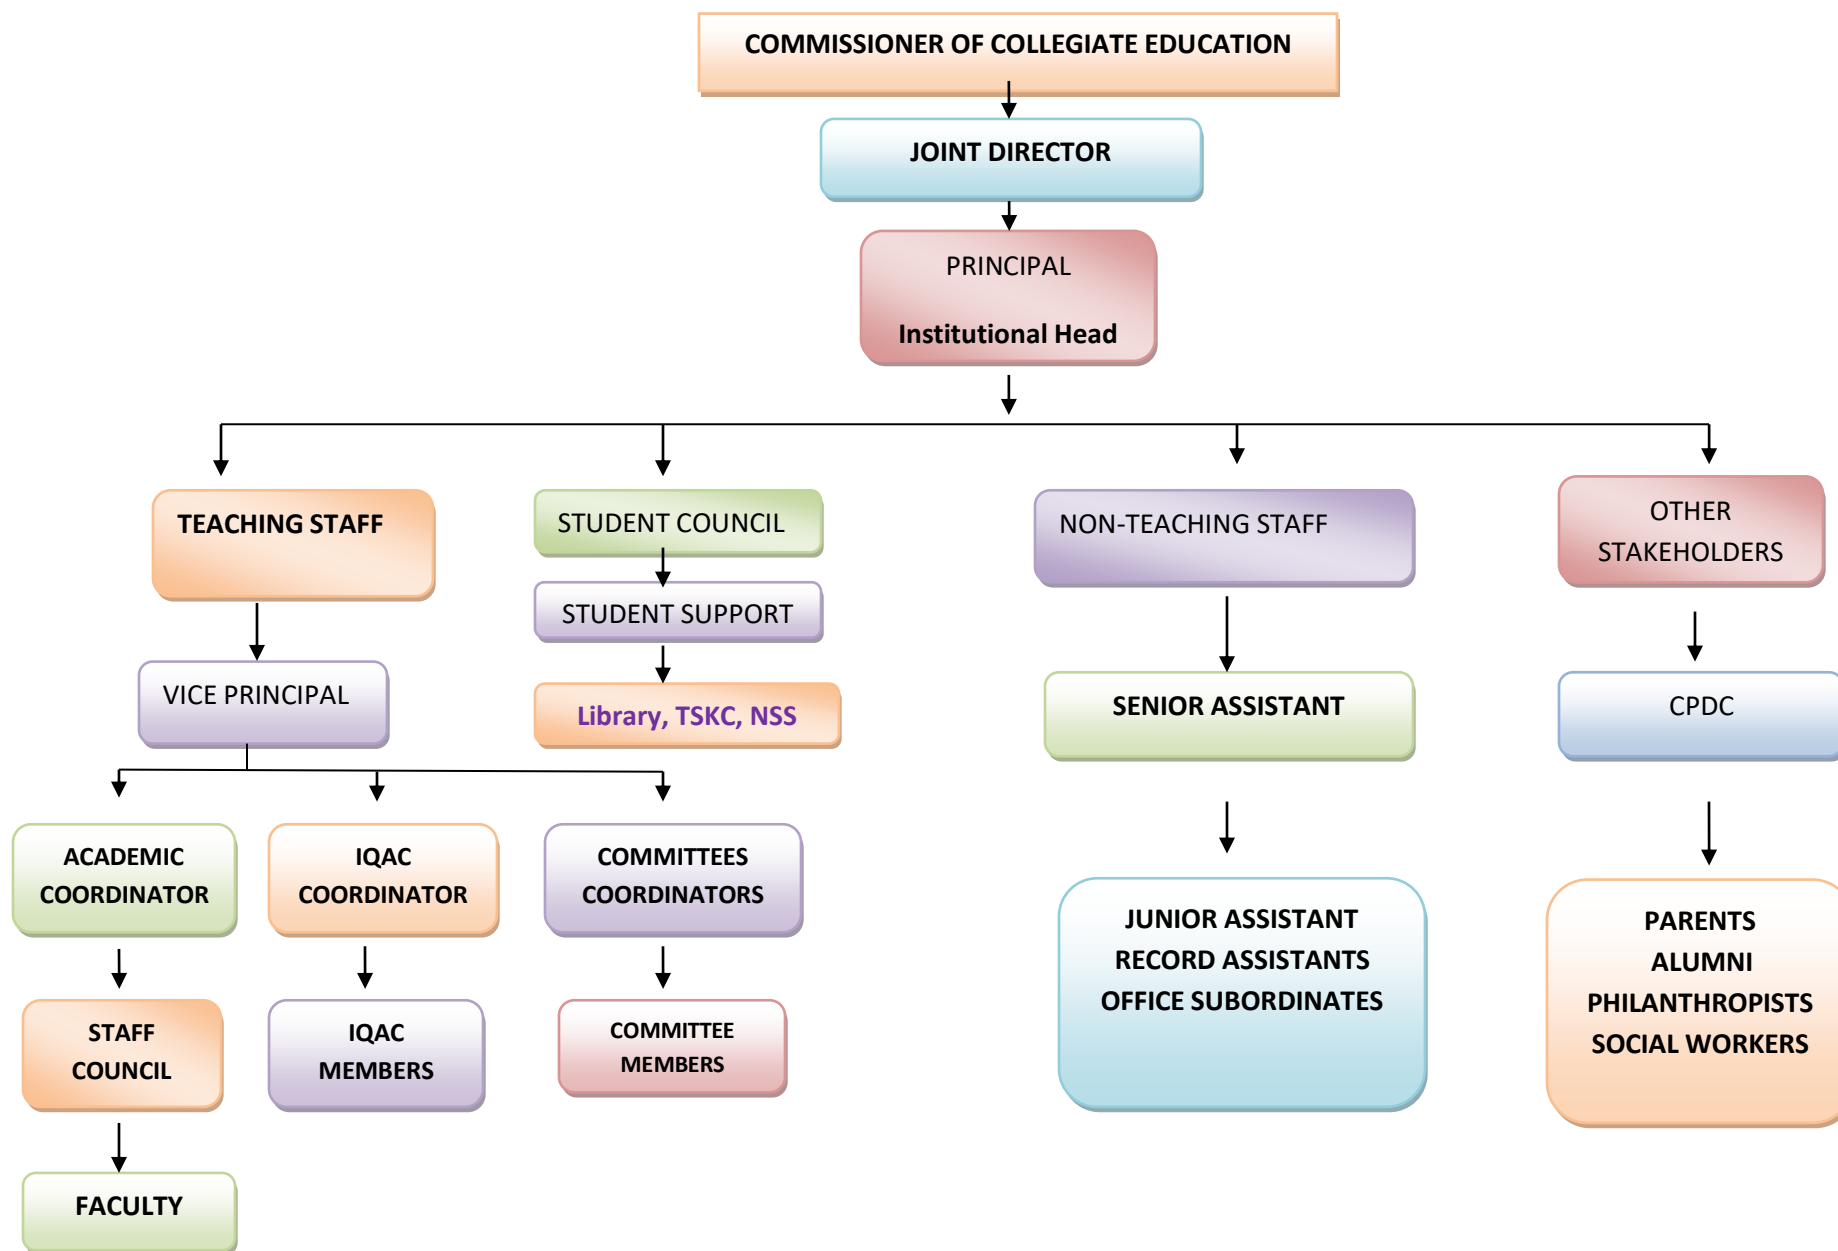 COMMISSIONER OF COLLEGIATE EDUCATION
JOINT DIRECTOR
PRINCIPAL
Institutional Head
TEACHING STAFF
STUDENT COUNCIL
NON-TEACHING STAFF
OTHER
STAKEHOLDERS
STUDENT SUPPORT
VICE PRINCIPAL
Library, TSKC, NSS
SENIOR ASSISTANT
CPDC
ACADEMIC
COORDINATOR
IQAC
COORDINATOR
COMMITTEES
COORDINATORS
JUNIOR ASSISTANT
RECORD ASSISTANTS
OFFICE SUBORDINATES
PARENTS
ALUMNI
PHILANTHROPISTS
SOCIAL WORKERS
STAFF
COUNCIL
IQAC
MEMBERS
COMMITTEE
MEMBERS
FACULTY